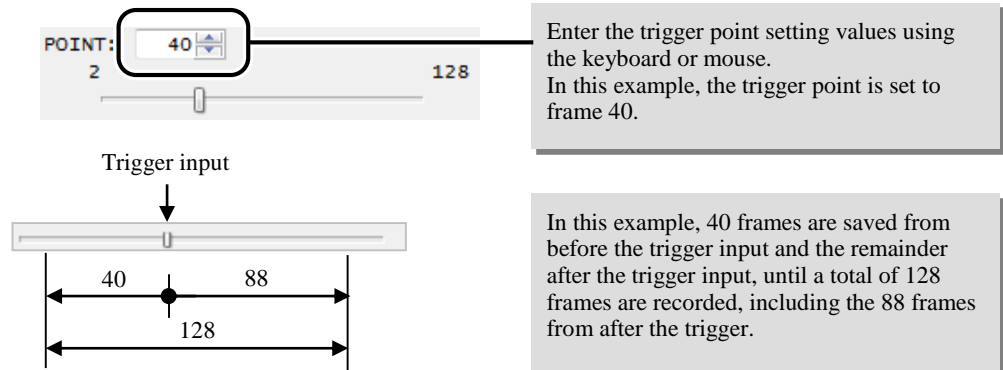 POINT: 40
2 128
Enter the trigger point setting values using
the keyboard or mouse.
In this example, the trigger point is set to
frame 40.
Trigger input
40 88
128
In this example, 40 frames are saved from
before the trigger input and the remainder
after the trigger input, until a total of 128
frames are recorded, including the 88 frames
from after the trigger.